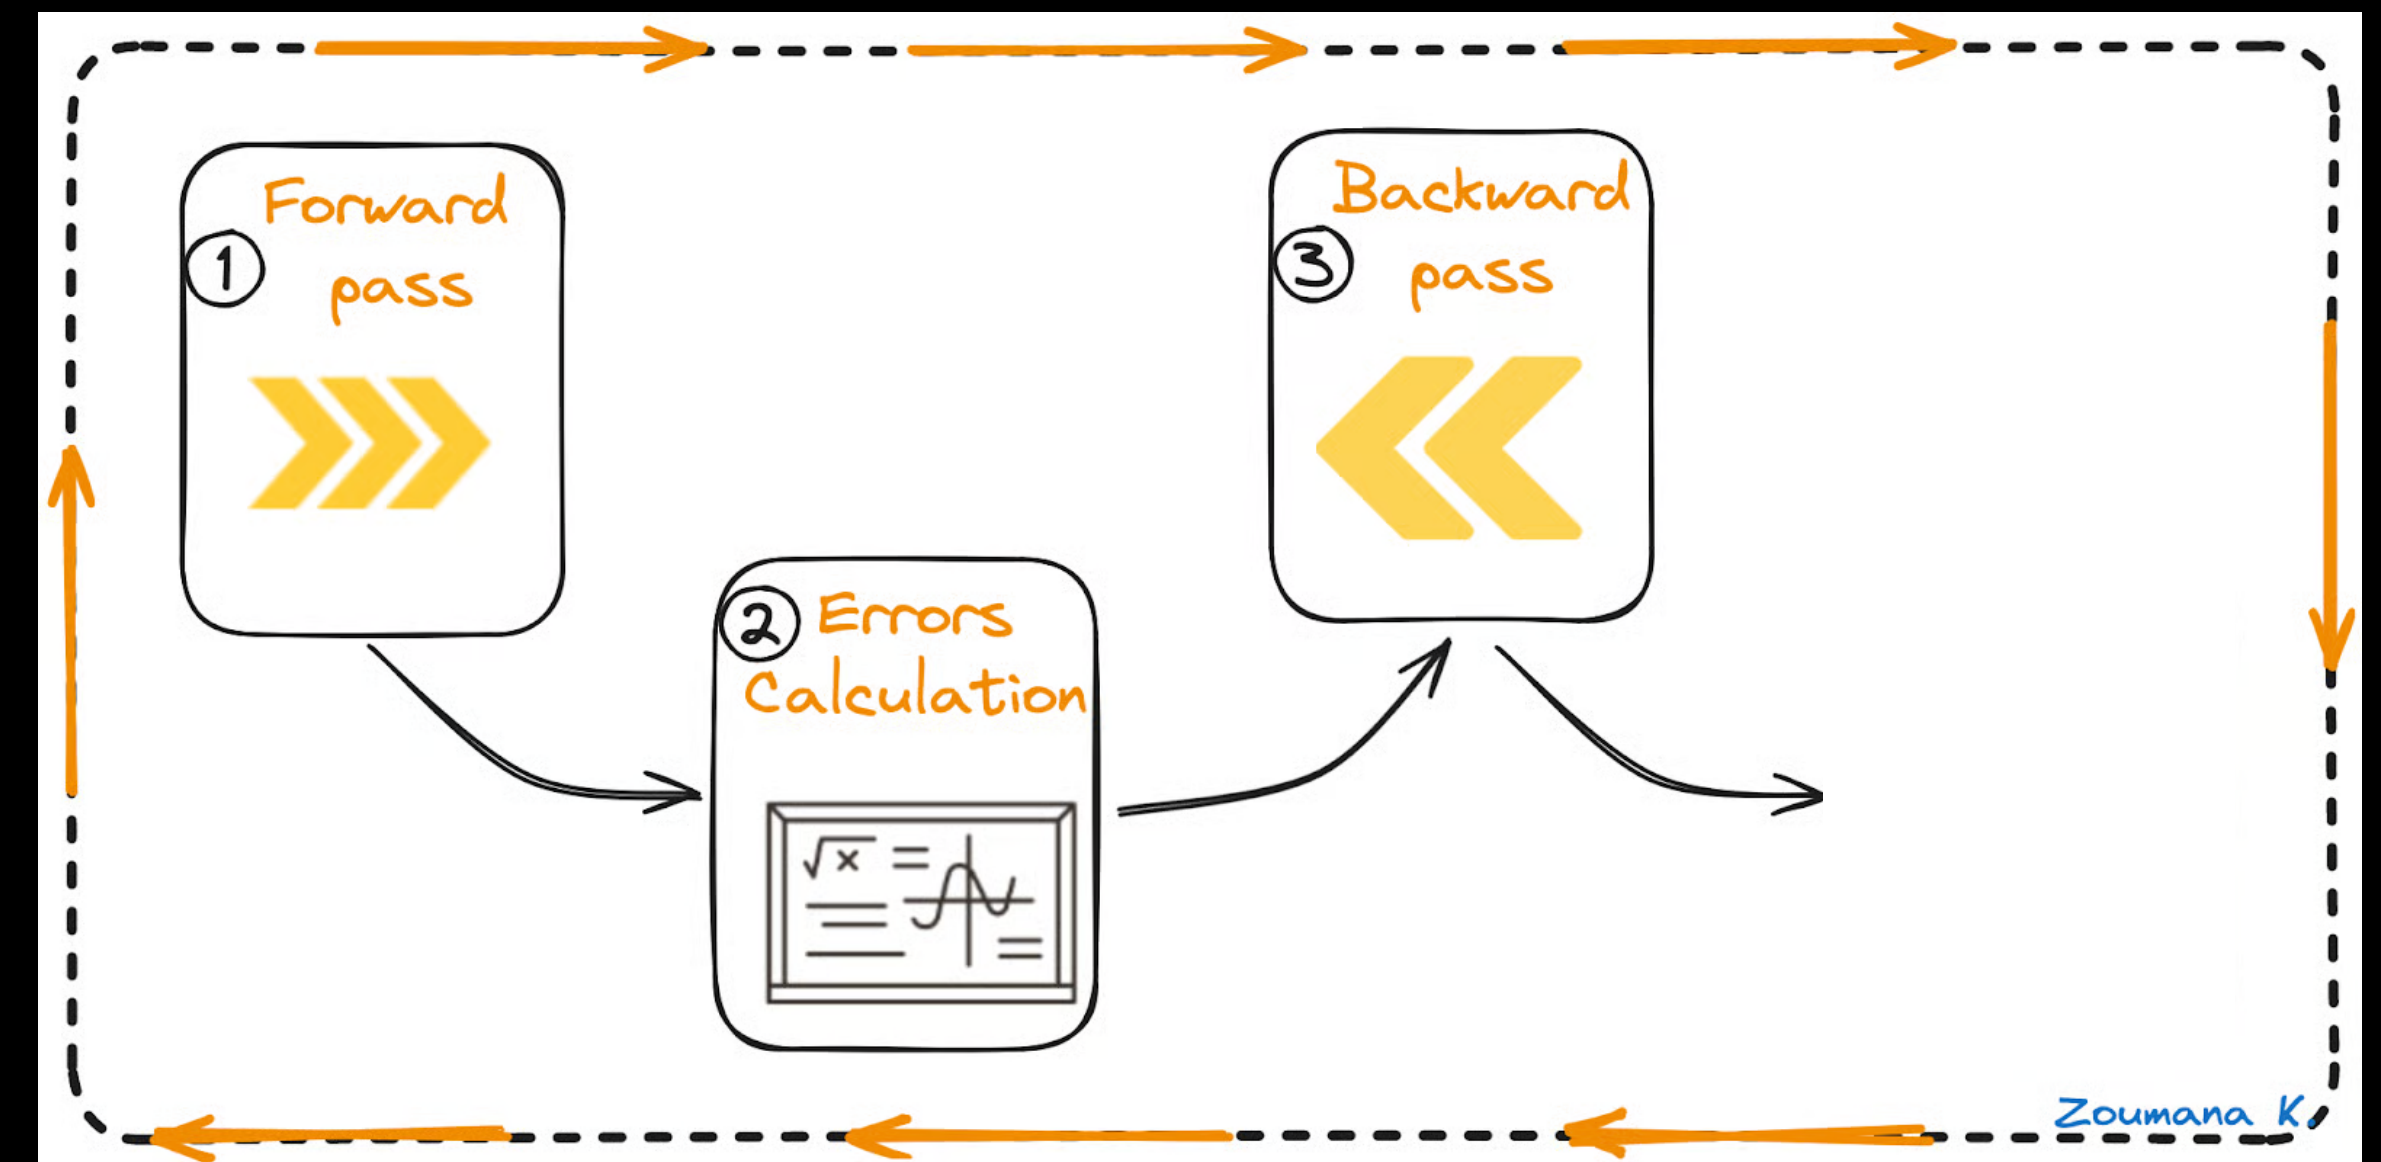 Forward
1
pass
2
Errors
Calculation
√x =
Backward
3
pass
Zoumana K.